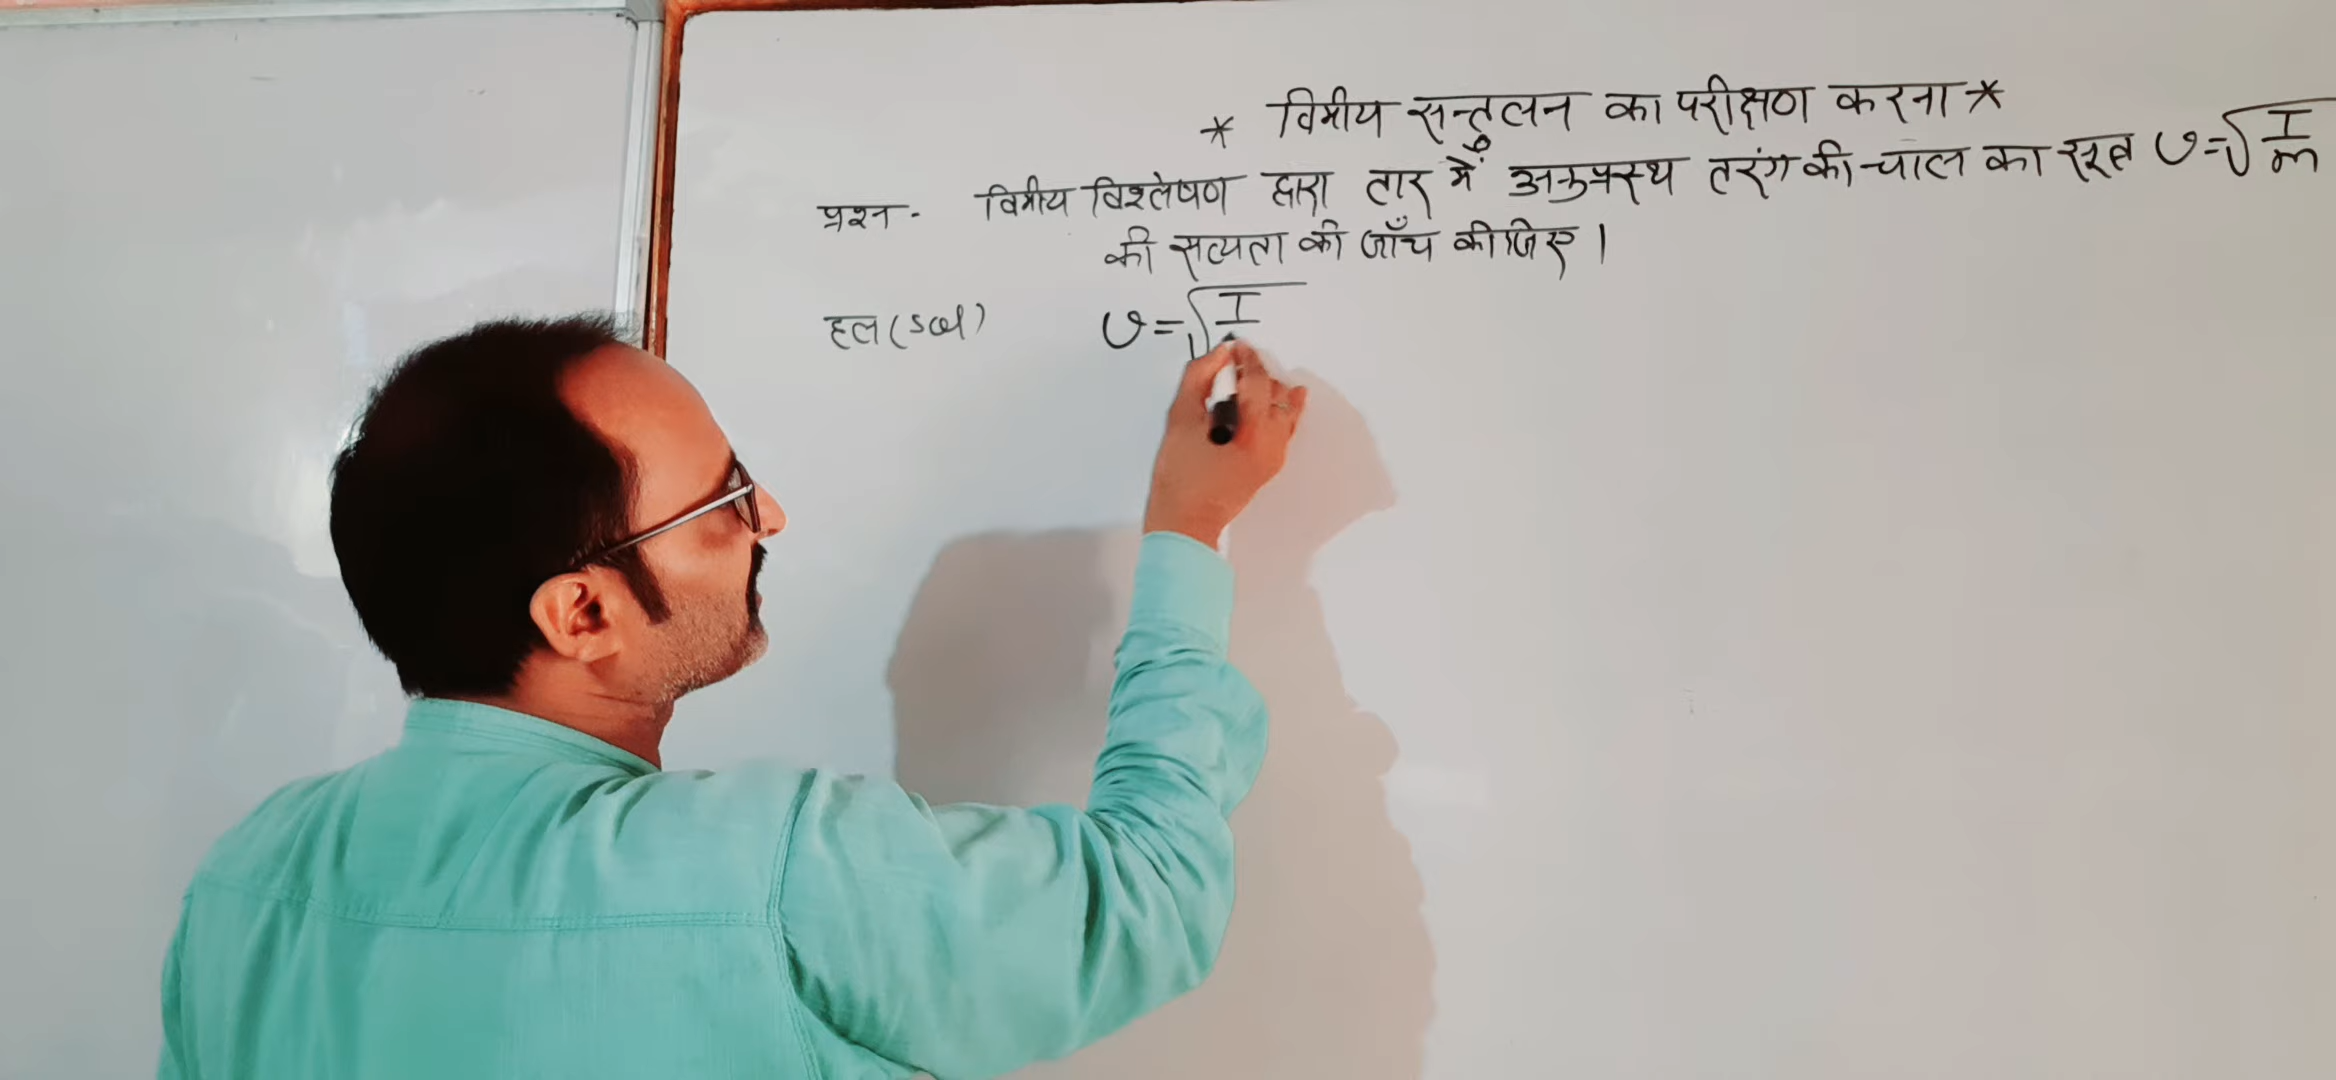 * विमीय सन्तुलन का परीक्षण करना *
प्रश्न - विमीय विश्लेषण द्वारा तार में अनुप्रस्थ तरंग की चाल का सूत्र v=√T/m
की सत्यता की जाँच कीजिए ।
हल (sol) v=√T/